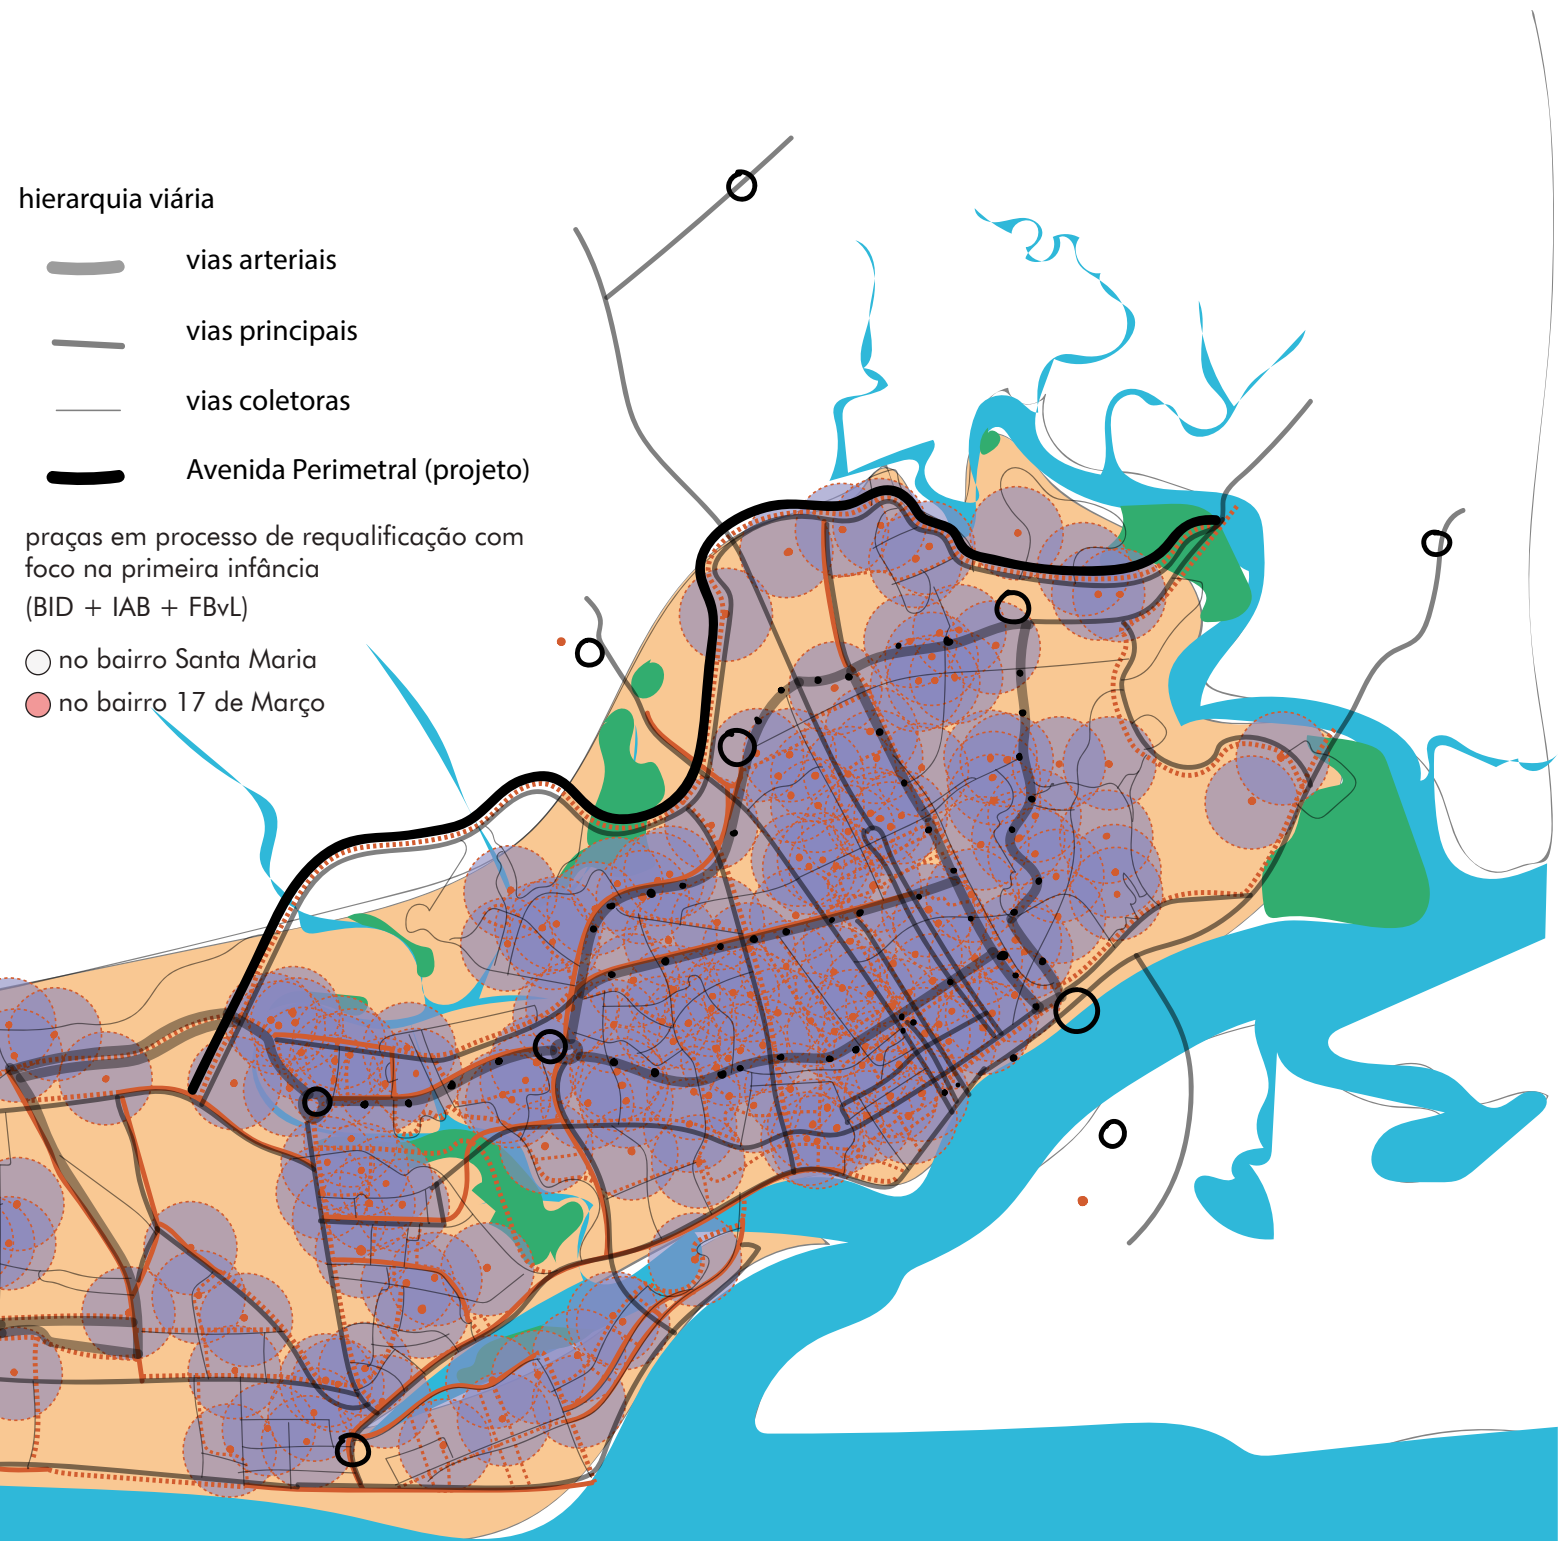 hierarquia viária
vias arteriais
vias principais
vias coletoras
Avenida Perimetral (projeto)
praças em processo de requalificação com
foco na primeira infância
(BID + IAB + FBvL)
no bairro Santa Maria
no bairro 17 de Março